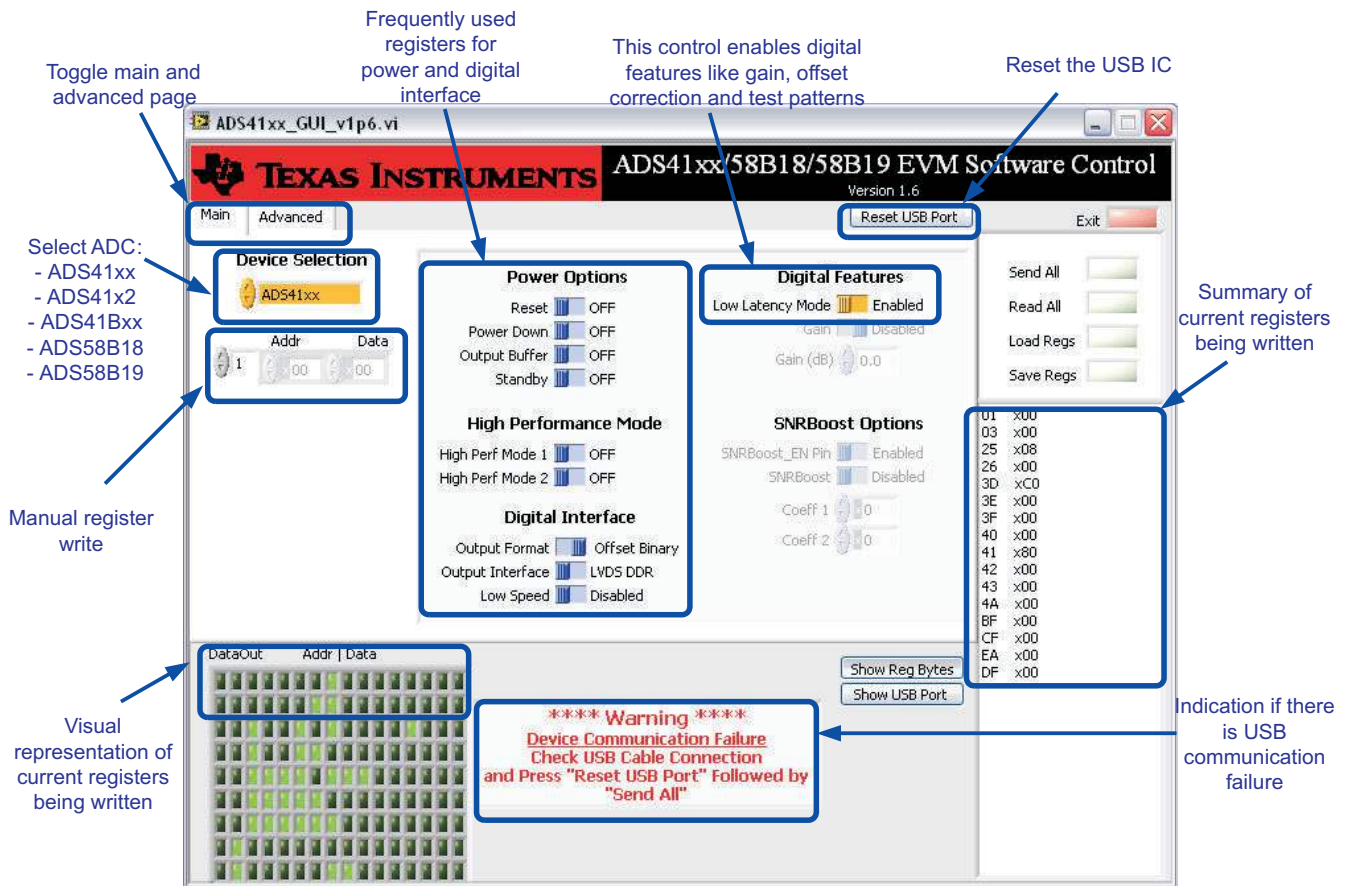 Frequently used
registers for
power and digital
interface
This control enables digital
features like gain, offset
correction and test patterns
Reset the USB IC
Toggle main and
advanced page
ADS41xx_GUI_v1p6.vi
TEXAS INSTRUMENTS
ADS41xx/58B18/58B19 EVM Software Control
Version 1.6
Main
Advanced
Reset USB Port
Exit
Select ADC:
- ADS41xx
- ADS41x2
- ADS41Bxx
- ADS58B18
- ADS58B19
Device Selection
ADS41xx
Addr Data
1 x00 x00
Manual register
write
Power Options
Reset OFF
Power Down OFF
Output Buffer OFF
Standby OFF
High Performance Mode
High Perf Mode 1 OFF
High Perf Mode 2 OFF
Digital Interface
Output Format Offset Binary
Output Interface LVDS DDR
Low Speed Disabled
Digital Features
Low Latency Mode Enabled
Gain Disabled
Gain (dB) 0.0
SNRBoost Options
SNRBoost_EN Pin Enabled
SNRBoost Disabled
Coeff 1 x0
Coeff 2 x0
Send All
Read All
Load Regs
Save Regs
Summary of
current registers
being written
01 x00
03 x00
25 x08
26 x00
3D xC0
3E x00
3F x00
40 x00
41 x80
42 x00
43 x00
4A x00
BF x00
CF x00
EA x00
DF x00
DataOut Addr | Data
Show Reg Bytes
Show USB Port
Visual
representation of
current registers
being written
**** Warning ****
Device Communication Failure
Check USB Cable Connection
and Press "Reset USB Port" Followed by
"Send All"
Indication if there
is USB
communication
failure